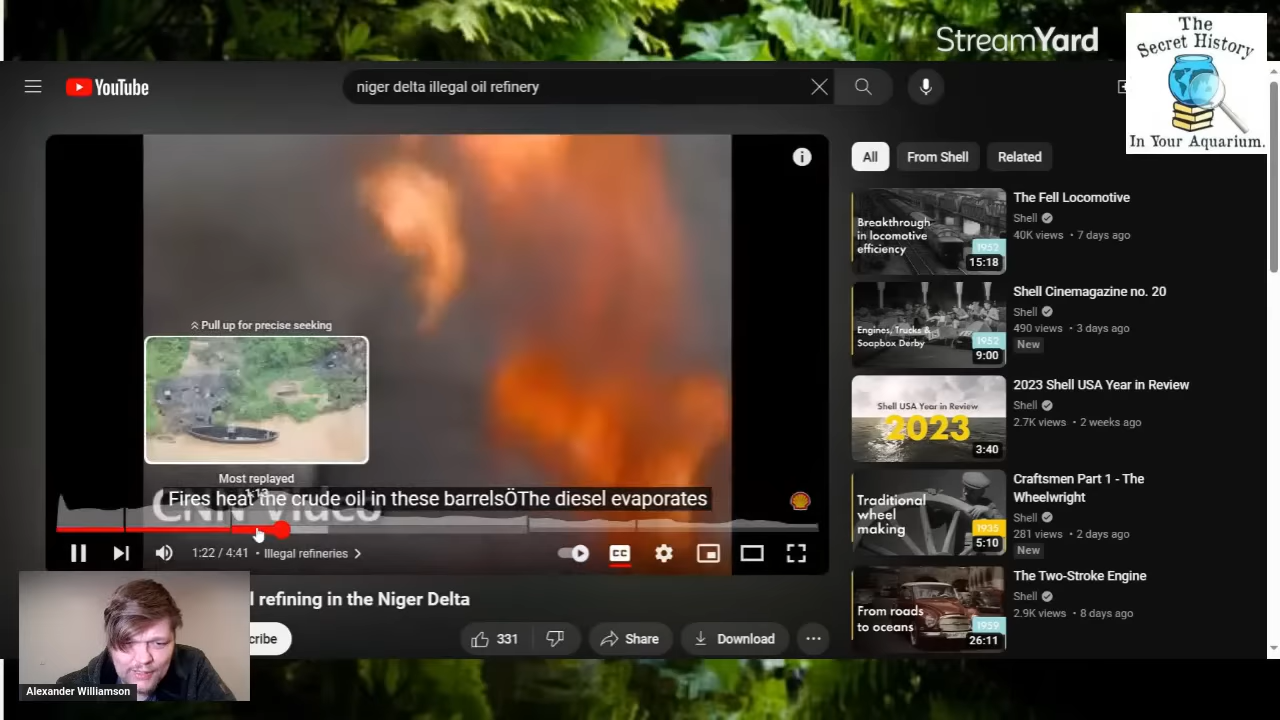 StreamYard
The
Secret History
In Your Aquarium.
YouTube
niger delta illegal oil refinery
All
From Shell
Related
Breakthrough
in locomotive
efficiency
1952
15:18
The Fell Locomotive
Shell
40K views • 7 days ago
Engines, Trucks &
Soapbox Derby
1952
9:00
Shell Cinemagazine no. 20
Shell
490 views • 3 days ago
New
Shell USA Year in Review
2023
3:40
2023 Shell USA Year in Review
Shell
2.7K views • 2 weeks ago
Traditional
wheel
making
1935
5:10
Craftsmen Part 1 - The
Wheelwright
Shell
281 views • 2 days ago
New
From roads
to oceans
1959
26:11
The Two-Stroke Engine
Shell
2.9K views • 8 days ago
Pull up for precise seeking
Most replayed
1:13
Fires heat the crude oil in these barrelsÖThe diesel evaporates
CNN Video
1:22 / 4:41 • Illegal refineries
CC
l refining in the Niger Delta
cribe
331
Share
Download
Alexander Williamson